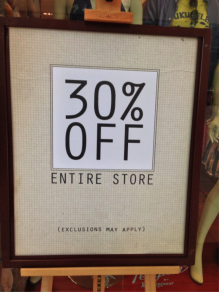 30%
OFF
ENTIRE STORE
(EXCLUSIONS MAY APPLY)